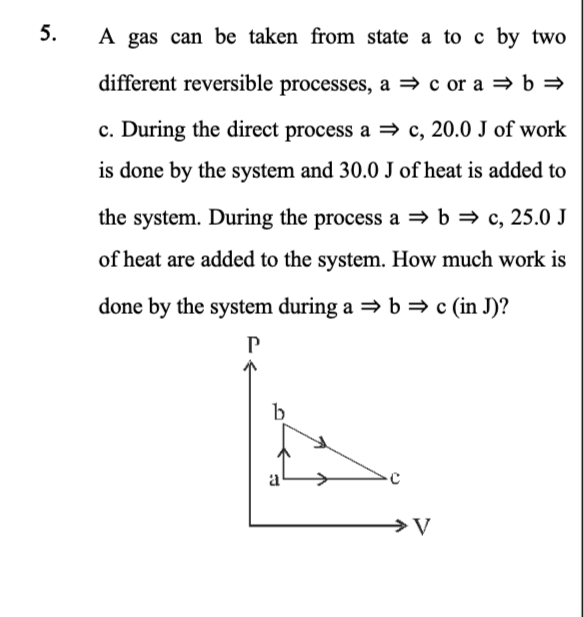 5. A gas can be taken from state a to c by two
different reversible processes, a ⇒ c or a ⇒ b ⇒
c. During the direct process a ⇒ c, 20.0 J of work
is done by the system and 30.0 J of heat is added to
the system. During the process a ⇒ b ⇒ c, 25.0 J
of heat are added to the system. How much work is
done by the system during a ⇒ b ⇒ c (in J)?
P
b
a c
V